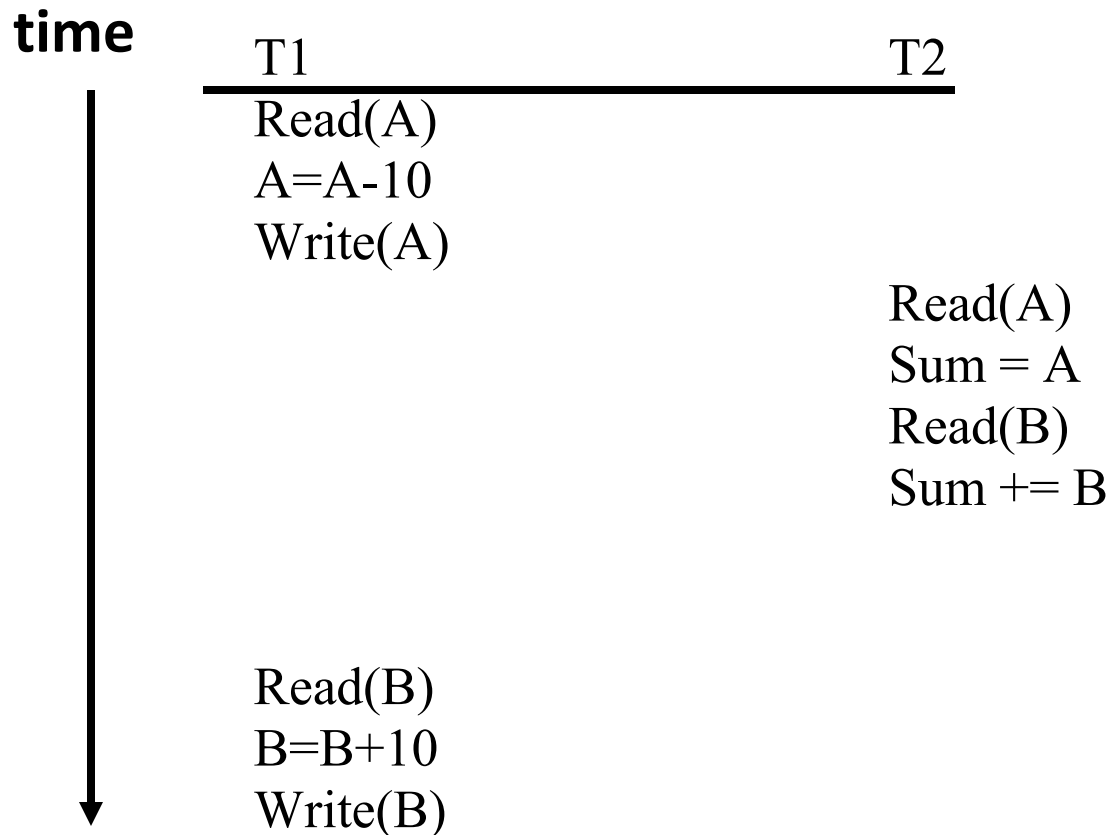 time
T1 T2
Read(A)
A=A-10
Write(A)
Read(A)
Sum = A
Read(B)
Sum += B
Read(B)
B=B+10
Write(B)